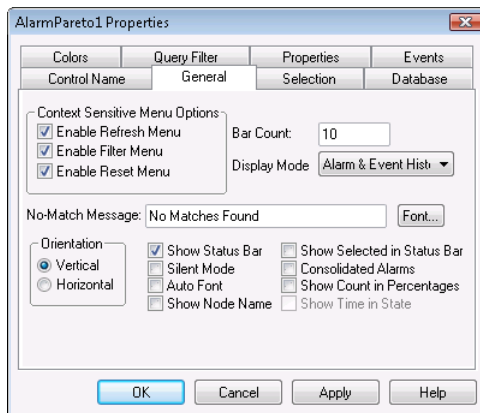 AlarmPareto1 Properties
Colors Query Filter Properties Events
Control Name General Selection Database
Context Sensitive Menu Options
Enable Refresh Menu
Enable Filter Menu
Enable Reset Menu
Bar Count: 10
Display Mode Alarm & Event Hist
No-Match Message: No Matches Found Font...
Orientation
Vertical
Horizontal
Show Status Bar
Silent Mode
Auto Font
Show Node Name
Show Selected in Status Bar
Consolidated Alarms
Show Count in Percentages
Show Time in State
OK Cancel Apply Help